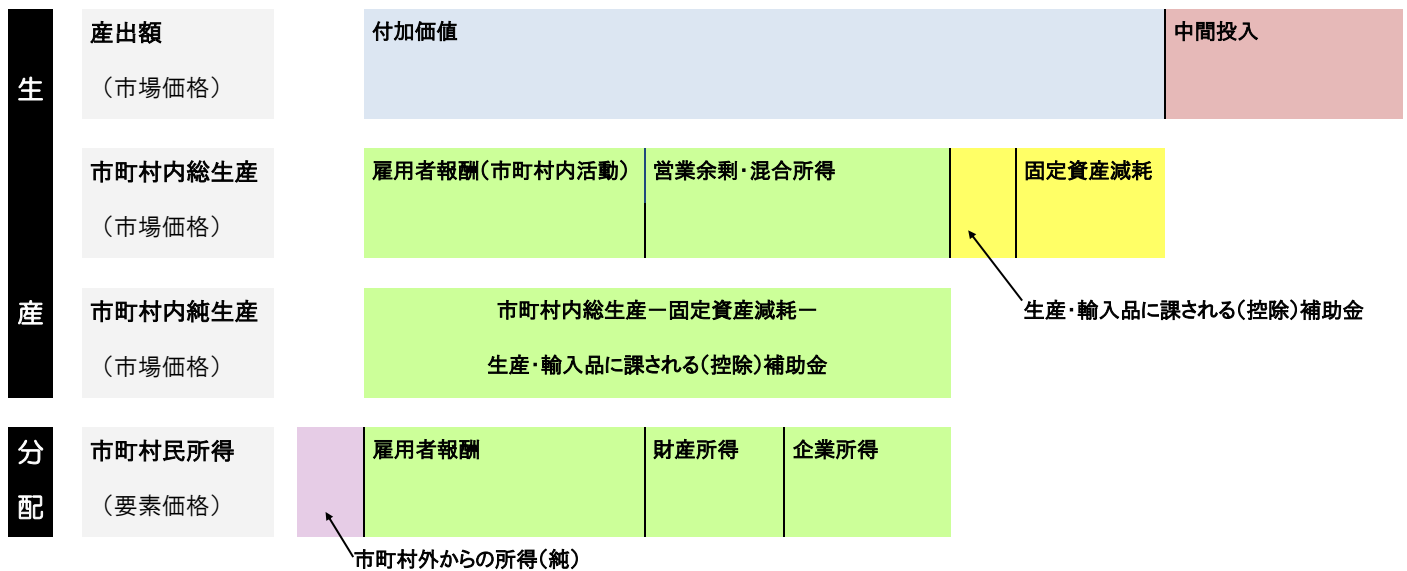 生産
産出額
（市場価格）
付加価値
中間投入
市町村内総生産
（市場価格）
雇用者報酬（市町村内活動）
営業余剰・混合所得
固定資産減耗
生産・輸入品に課される（控除）補助金
市町村内純生産
（市場価格）
市町村内総生産－固定資産減耗－
生産・輸入品に課される（控除）補助金
分配
市町村民所得
（要素価格）
雇用者報酬
財産所得
企業所得
市町村外からの所得（純）